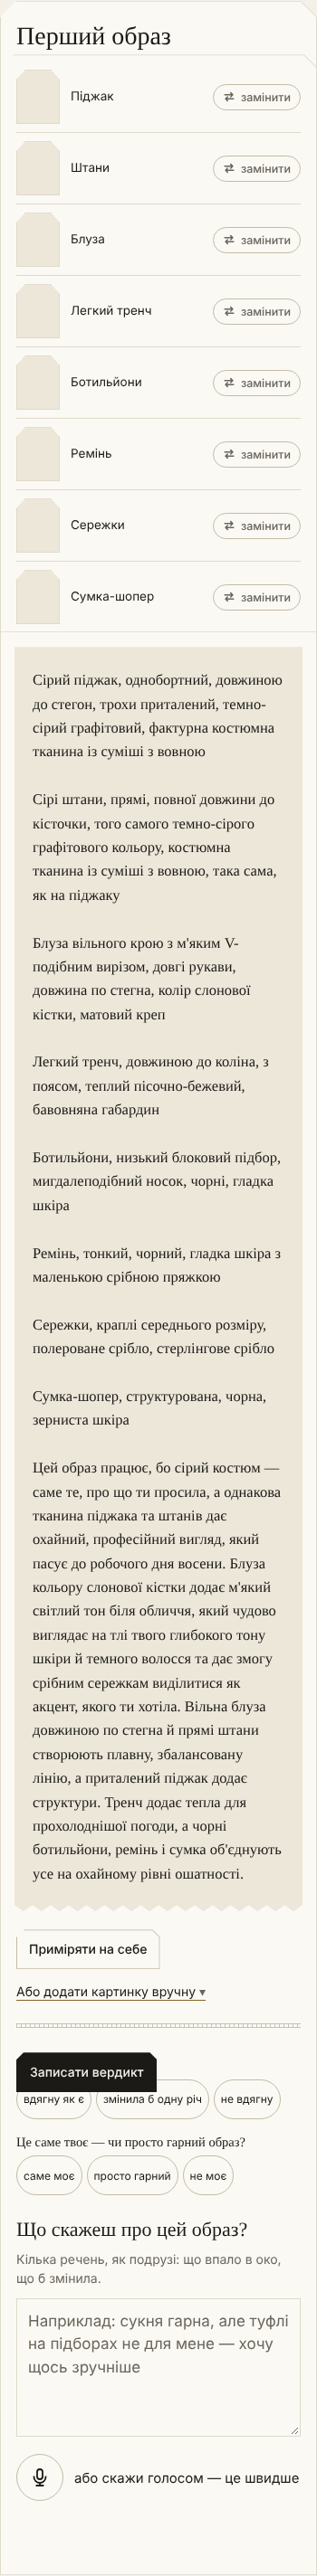 Перший образ
Піджак
⇄ замінити
Штани
⇄ замінити
Блуза
⇄ замінити
Легкий тренч
⇄ замінити
Ботильйони
⇄ замінити
Ремінь
⇄ замінити
Сережки
⇄ замінити
Сумка-шопер
⇄ замінити
Сірий піджак, однобортний, довжиною
до стегон, трохи приталений, темно-
сірий графітовий, фактурна костюмна
тканина із суміші з вовною
Сірі штани, прямі, повної довжини до
кісточки, того самого темно-сірого
графітового кольору, костюмна
тканина із суміші з вовною, така сама,
як на піджаку
Блуза вільного крою з м'яким V-
подібним вирізом, довгі рукави,
довжина по стегна, колір слонової
кістки, матовий креп
Легкий тренч, довжиною до коліна, з
поясом, теплий пісочно-бежевий,
бавовняна габардин
Ботильйони, низький блоковий підбор,
мигдалеподібний носок, чорні, гладка
шкіра
Ремінь, тонкий, чорний, гладка шкіра з
маленькою срібною пряжкою
Сережки, краплі середнього розміру,
полероване срібло, стерлінгове срібло
Сумка-шопер, структурована, чорна,
зерниста шкіра
Цей образ працює, бо сірий костюм —
саме те, про що ти просила, а однакова
тканина піджака та штанів дає
охайний, професійний вигляд, який
пасує до робочого дня восени. Блуза
кольору слонової кістки додає м'який
світлий тон біля обличчя, який чудово
виглядає на тлі твого глибокого тону
шкіри й темного волосся та дає змогу
срібним сережкам виділитися як
акцент, якого ти хотіла. Вільна блуза
довжиною по стегна й прямі штани
створюють плавну, збалансовану
лінію, а приталений піджак додає
структури. Тренч додає тепла для
прохолоднішої погоди, а чорні
ботильйони, ремінь і сумка об'єднують
усе на охайному рівні ошатності.
Приміряти на себе
Або додати картинку вручну ▾
Записати вердикт
вдягну як є
змінила б одну річ
не вдягну
Це саме твоє — чи просто гарний образ?
саме моє
просто гарний
не моє
Що скажеш про цей образ?
Кілька речень, як подрузі: що впало в око,
що б змінила.
Наприклад: сукня гарна, але туфлі
на підборах не для мене — хочу
щось зручніше
або скажи голосом — це швидше